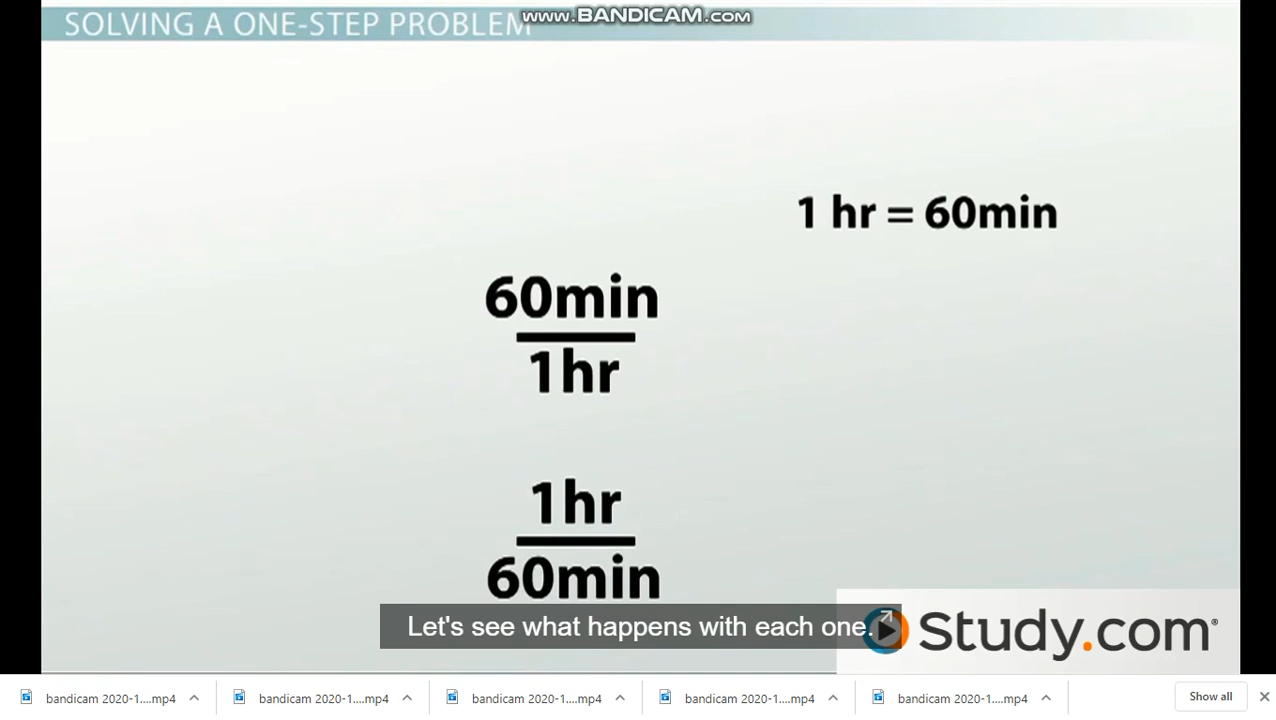 SOLVING A ONE-STEP PROBLEM
www.BANDICAM.com
1 hr = 60min
60min
1hr
1hr
60min
Let's see what happens with each one.
Study.com
bandicam 2020-1....mp4
bandicam 2020-1....mp4
bandicam 2020-1....mp4
bandicam 2020-1....mp4
bandicam 2020-1....mp4
Show all